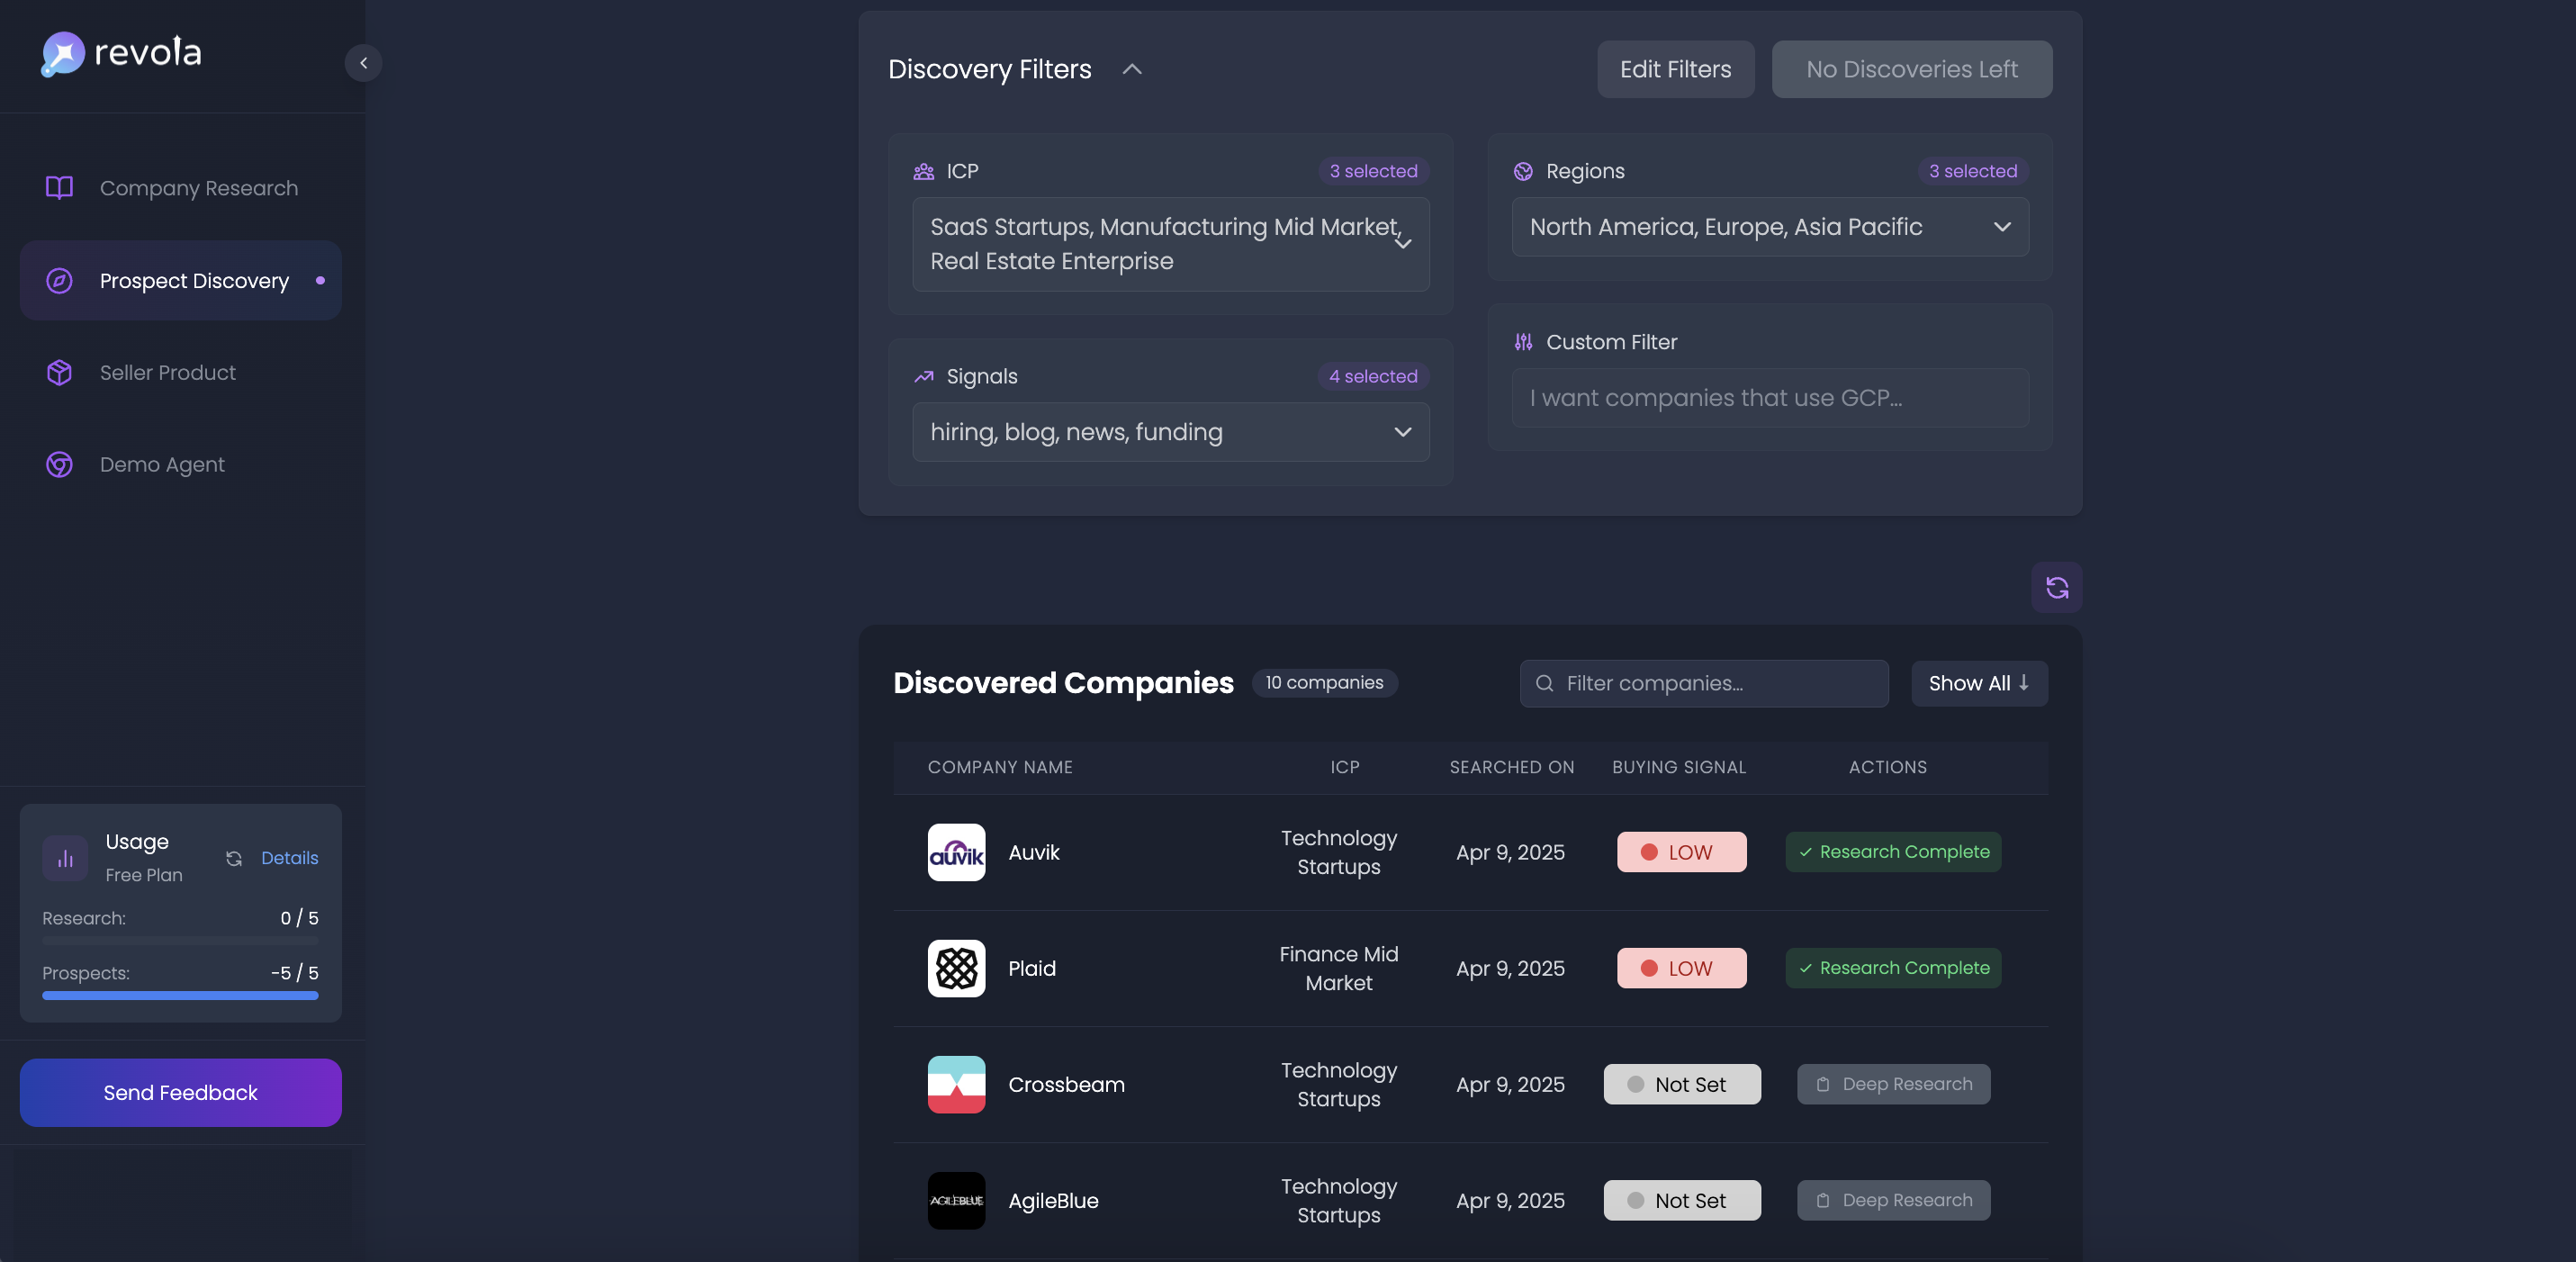 revola
Company Research
Prospect Discovery
Seller Product
Demo Agent
Usage
Free Plan
Details
Research: 0 / 5
Prospects: -5 / 5
Send Feedback
Discovery Filters
Edit Filters
No Discoveries Left
ICP
3 selected
SaaS Startups, Manufacturing Mid Market,
Real Estate Enterprise
Regions
3 selected
North America, Europe, Asia Pacific
Signals
4 selected
hiring, blog, news, funding
Custom Filter
I want companies that use GCP...
Discovered Companies
10 companies
Filter companies...
Show All
COMPANY NAME ICP SEARCHED ON BUYING SIGNAL ACTIONS
auvik
Auvik
Technology
Startups
Apr 9, 2025
LOW
Research Complete
Plaid
Finance Mid
Market
Apr 9, 2025
LOW
Research Complete
Crossbeam
Technology
Startups
Apr 9, 2025
Not Set
Deep Research
AGILEBLUE
AgileBlue
Technology
Startups
Apr 9, 2025
Not Set
Deep Research